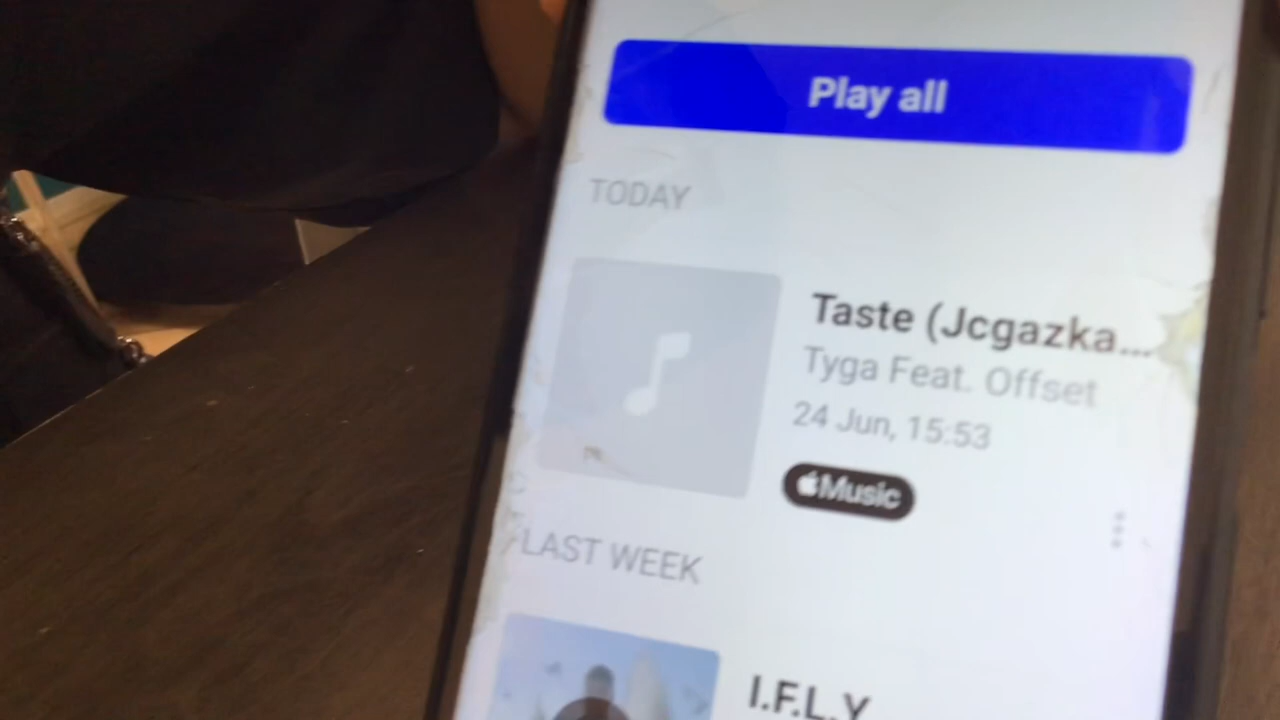 Play all
TODAY
Taste (Jcgazka...
Tyga Feat. Offset
24 Jun, 15:53
Music
LAST WEEK
I.F.L.Y